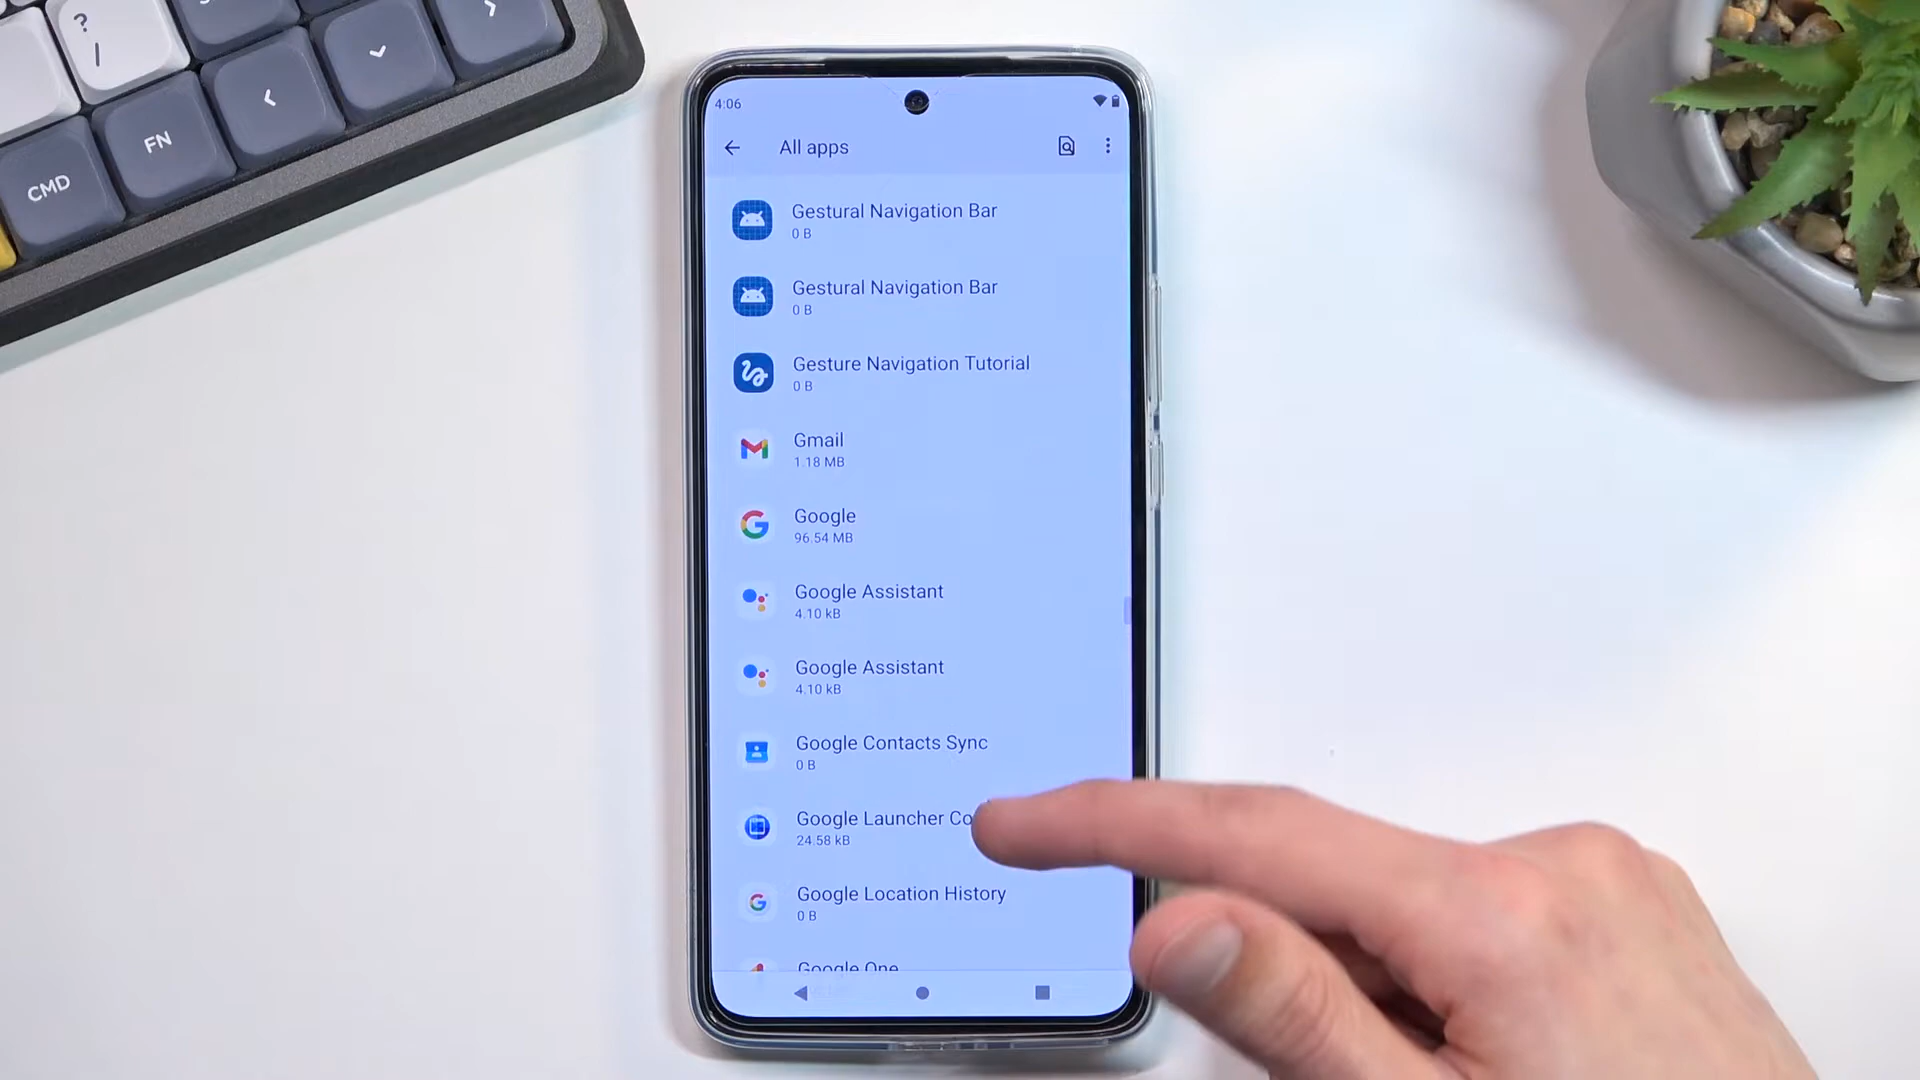 ?
/
FN
CMD
4:06
All apps
Gestural Navigation Bar
0 B
Gestural Navigation Bar
0 B
Gesture Navigation Tutorial
0 B
Gmail
1.18 MB
Google
96.54 MB
Google Assistant
4.10 kB
Google Assistant
4.10 kB
Google Contacts Sync
0 B
Google Launcher Co
24.58 kB
Google Location History
0 B
Google One